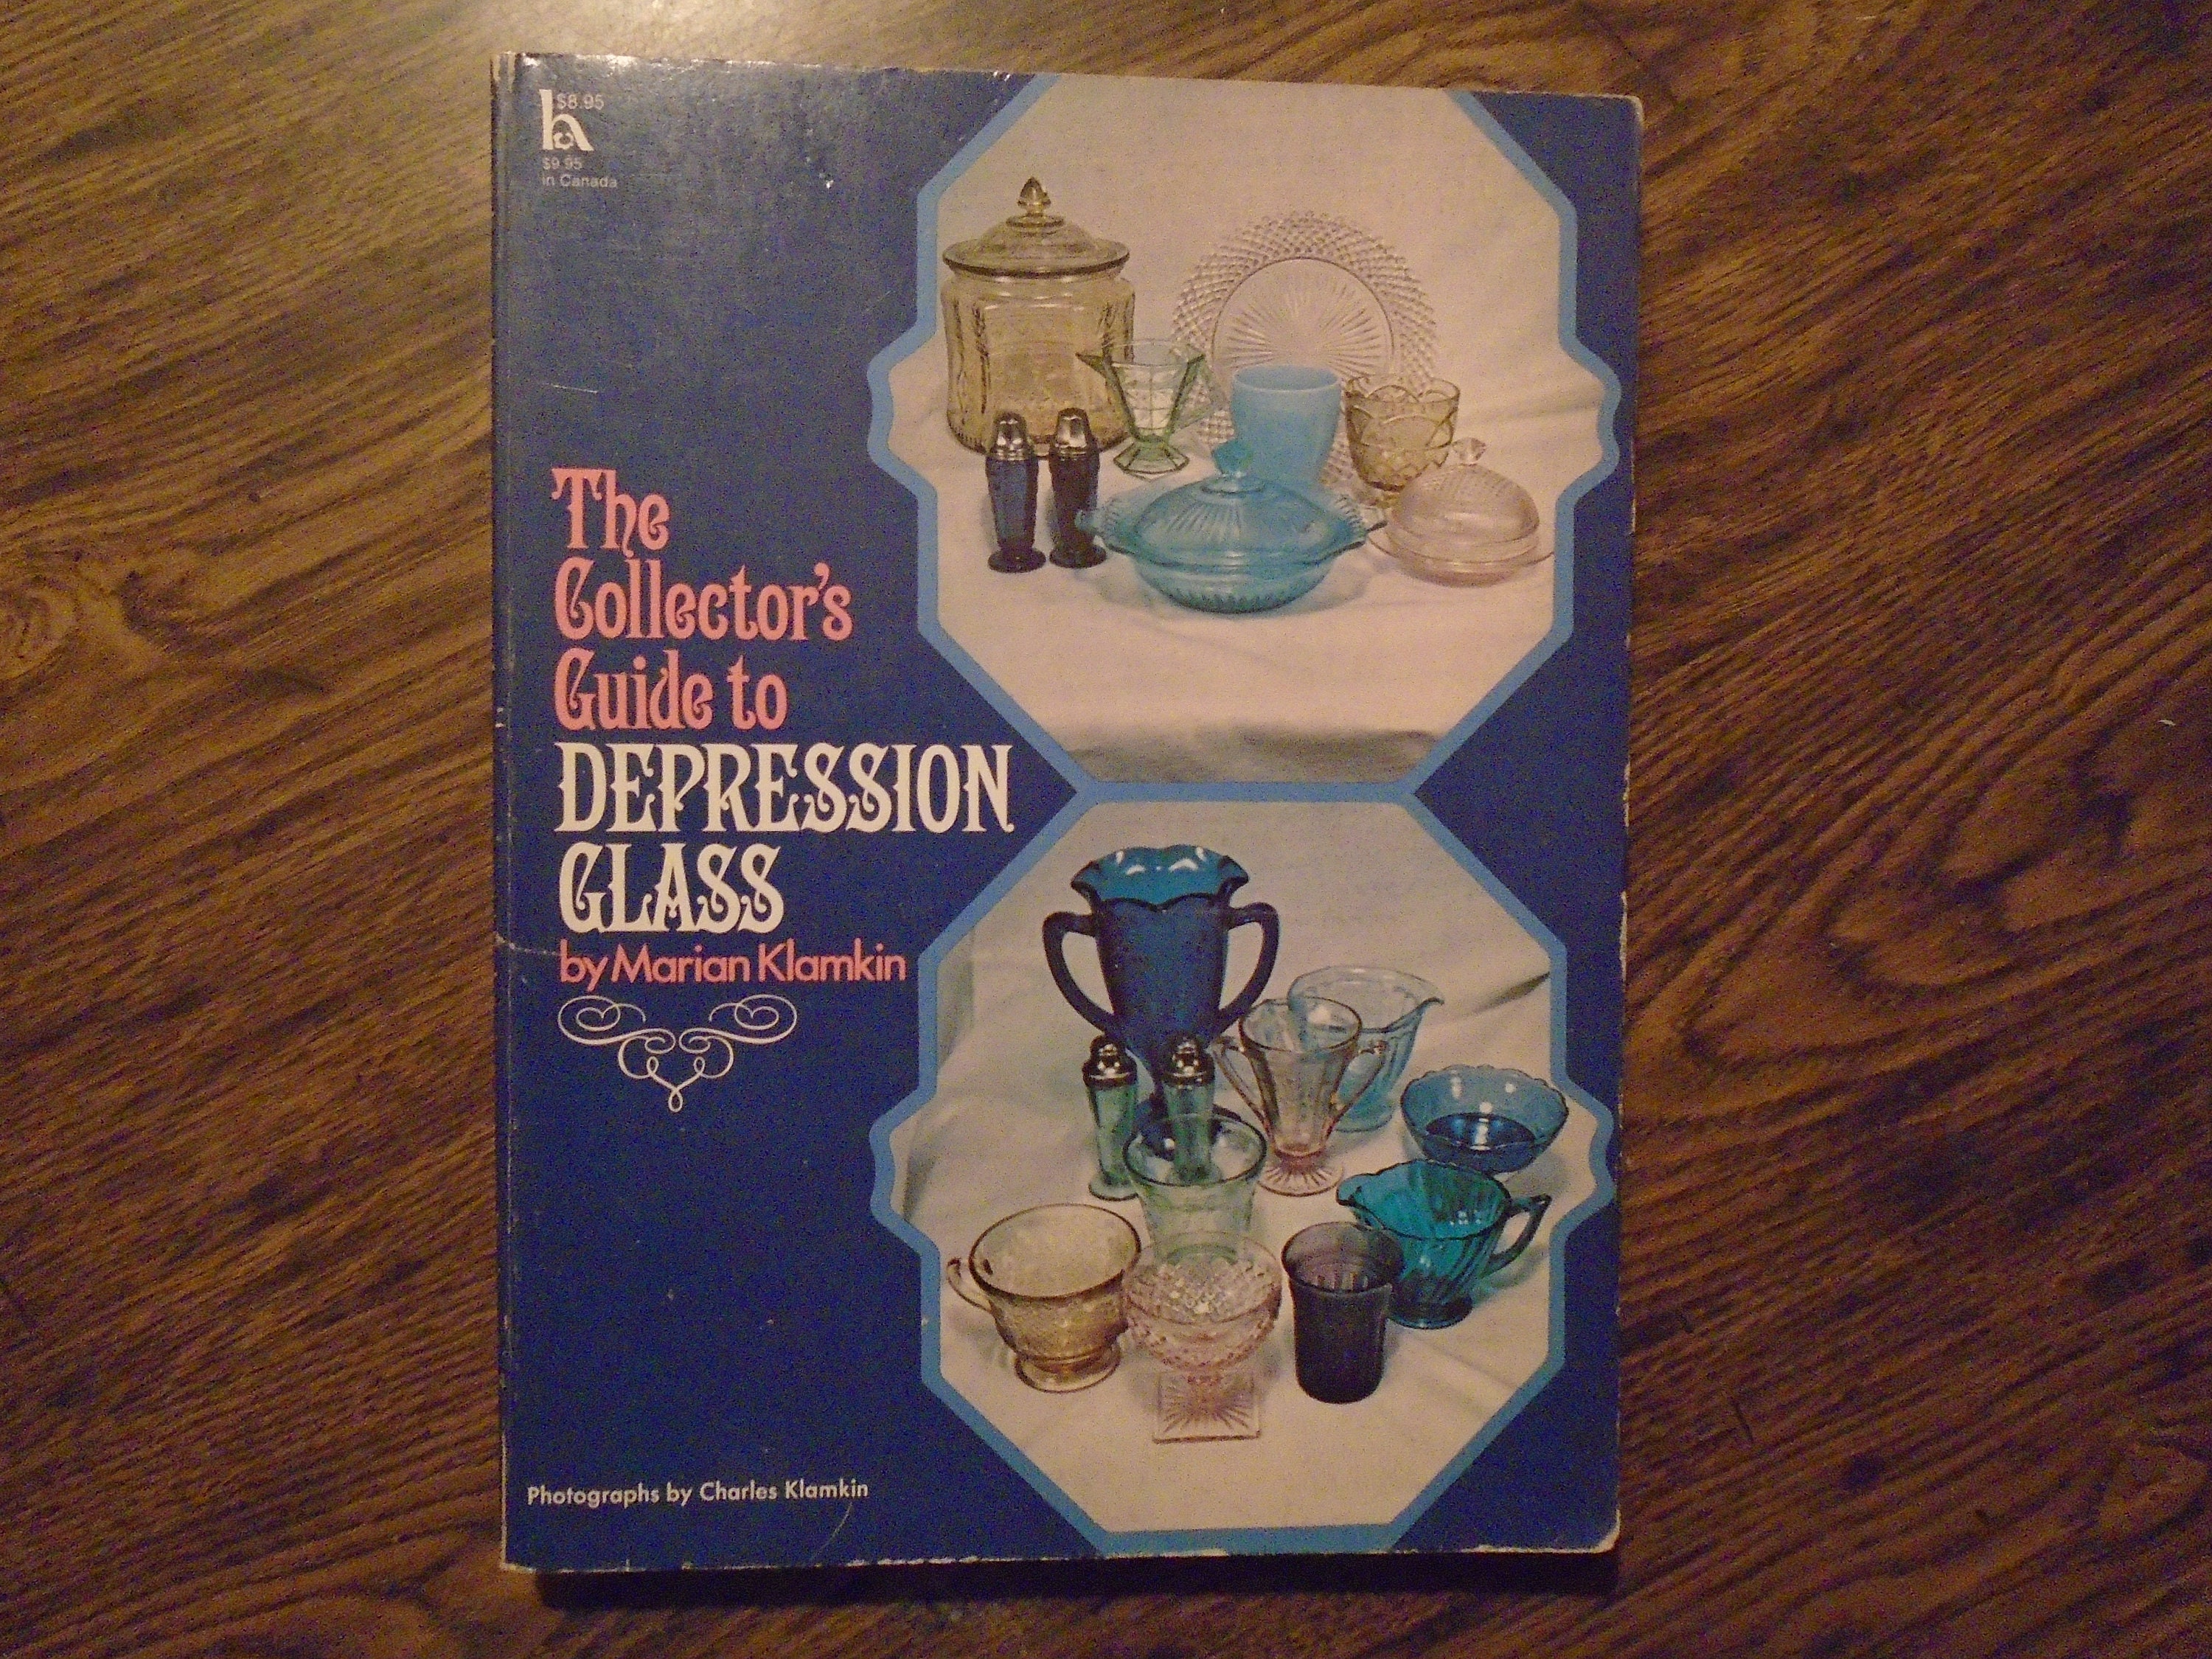 $8.95
h
$9.95
in Canada
The
Collector's
Guide to
DEPRESSION
GLASS
by Marian Klamkin
Photographs by Charles Klamkin